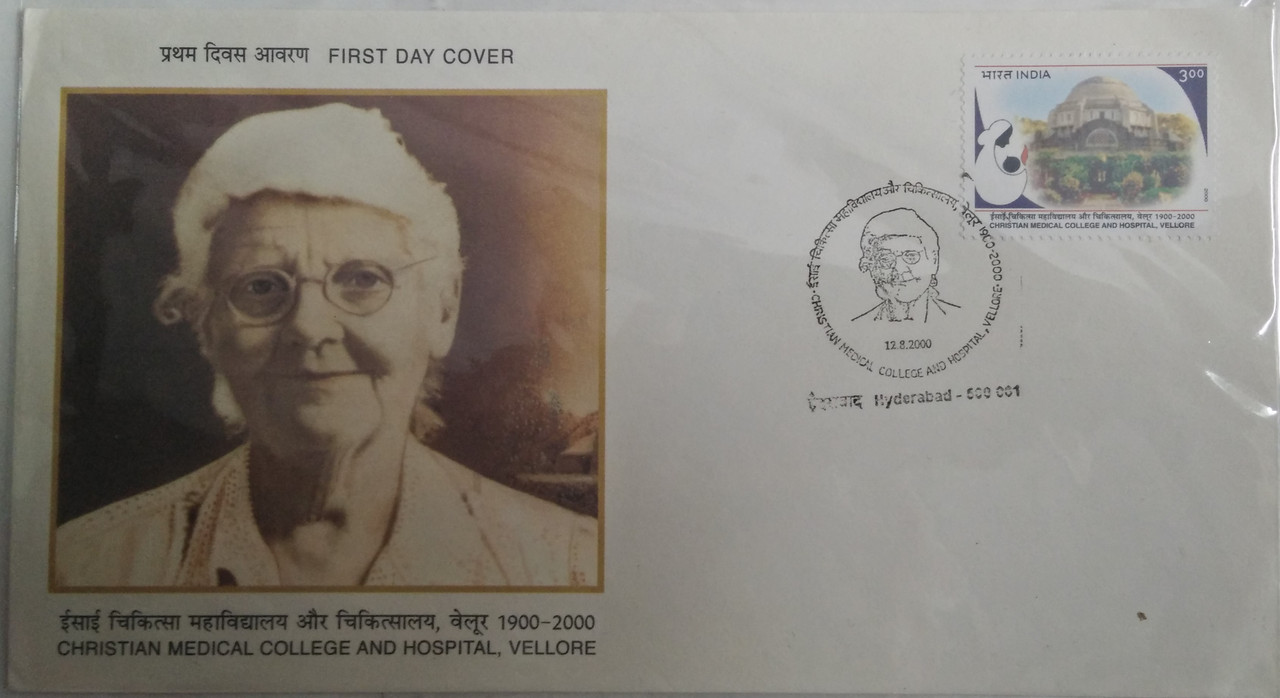 प्रथम दिवस आवरण FIRST DAY COVER
भारत INDIA 3.00
2000
ईसाई चिकित्सा महाविद्यालय और चिकित्सालय, वेलूर 1900-2000
CHRISTIAN MEDICAL COLLEGE AND HOSPITAL, VELLORE
ईसाई चिकित्सा महाविद्यालय और चिकित्सालय, वेलूर 1900-2000
CHRISTIAN MEDICAL COLLEGE AND HOSPITAL, VELLORE
12.8.2000
Hyderabad - 500 001
ईसाई चिकित्सा महाविद्यालय और चिकित्सालय, वेलूर 1900-2000
CHRISTIAN MEDICAL COLLEGE AND HOSPITAL, VELLORE